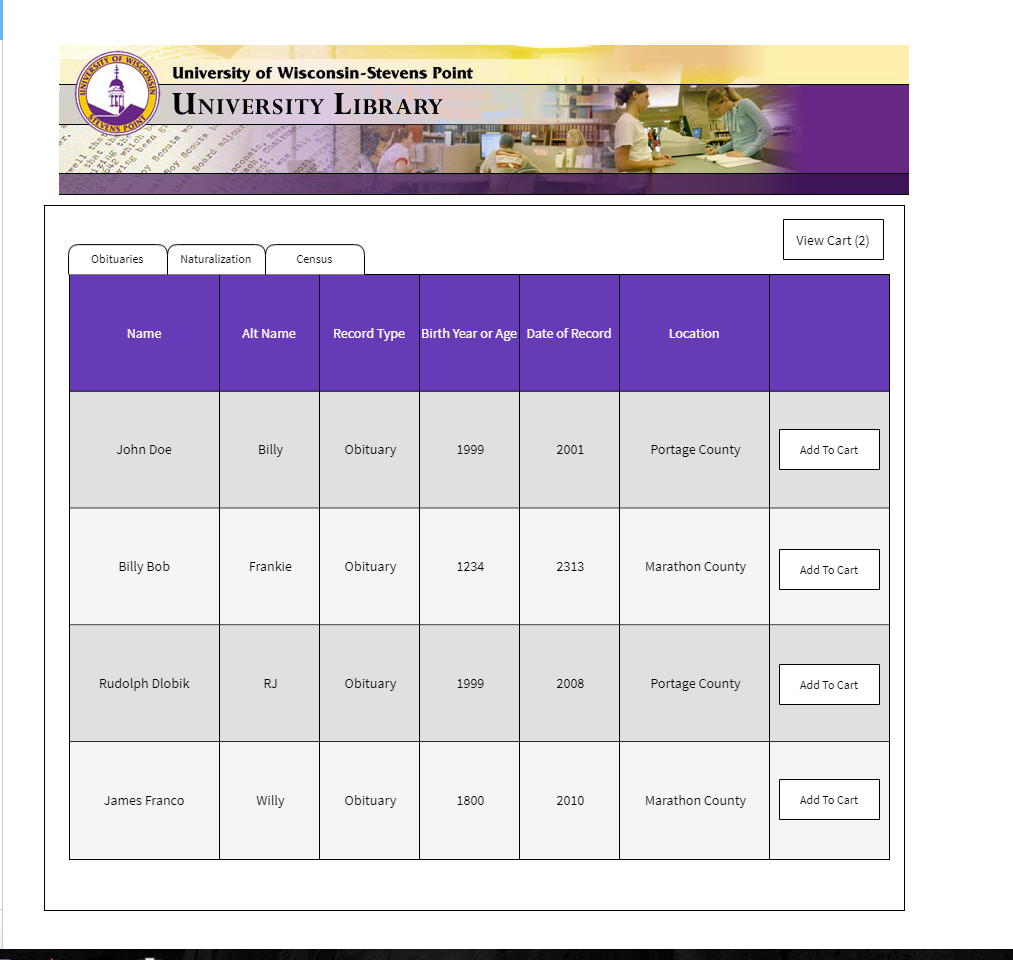 UNIVERSITY OF WISCONSIN
STEVENS POINT
University of Wisconsin-Stevens Point
UNIVERSITY LIBRARY
View Cart (2)
Obituaries Naturalization Census
Name Alt Name Record Type Birth Year or Age Date of Record Location
John Doe Billy Obituary 1999 2001 Portage County Add To Cart
Billy Bob Frankie Obituary 1234 2313 Marathon County Add To Cart
Rudolph Dlobik RJ Obituary 1999 2008 Portage County Add To Cart
James Franco Willy Obituary 1800 2010 Marathon County Add To Cart